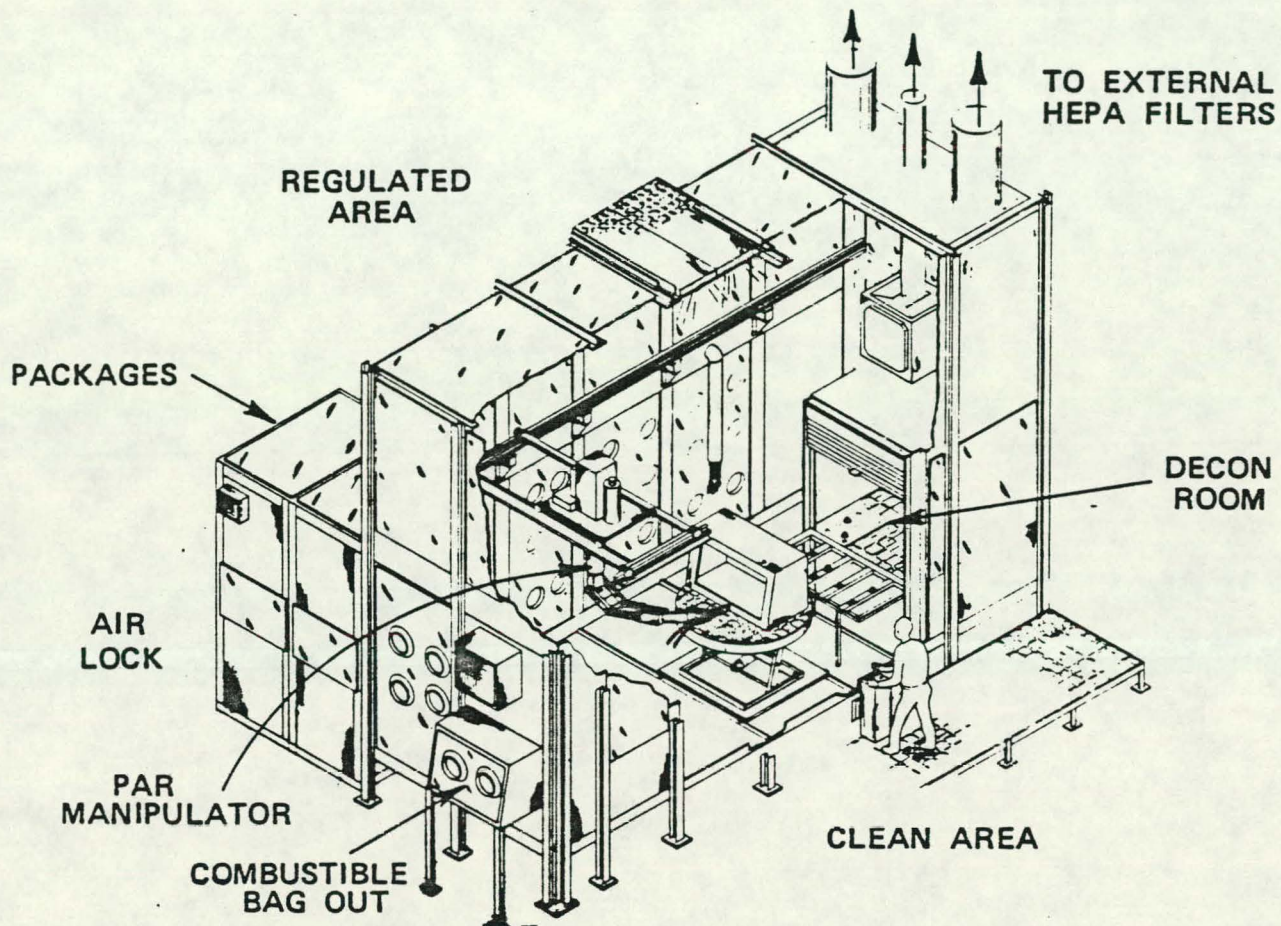 TO EXTERNAL
HEPA FILTERS
REGULATED
AREA
PACKAGES
DECON
ROOM
AIR
LOCK
PAR
MANIPULATOR
CLEAN AREA
COMBUSTIBLE
BAG OUT